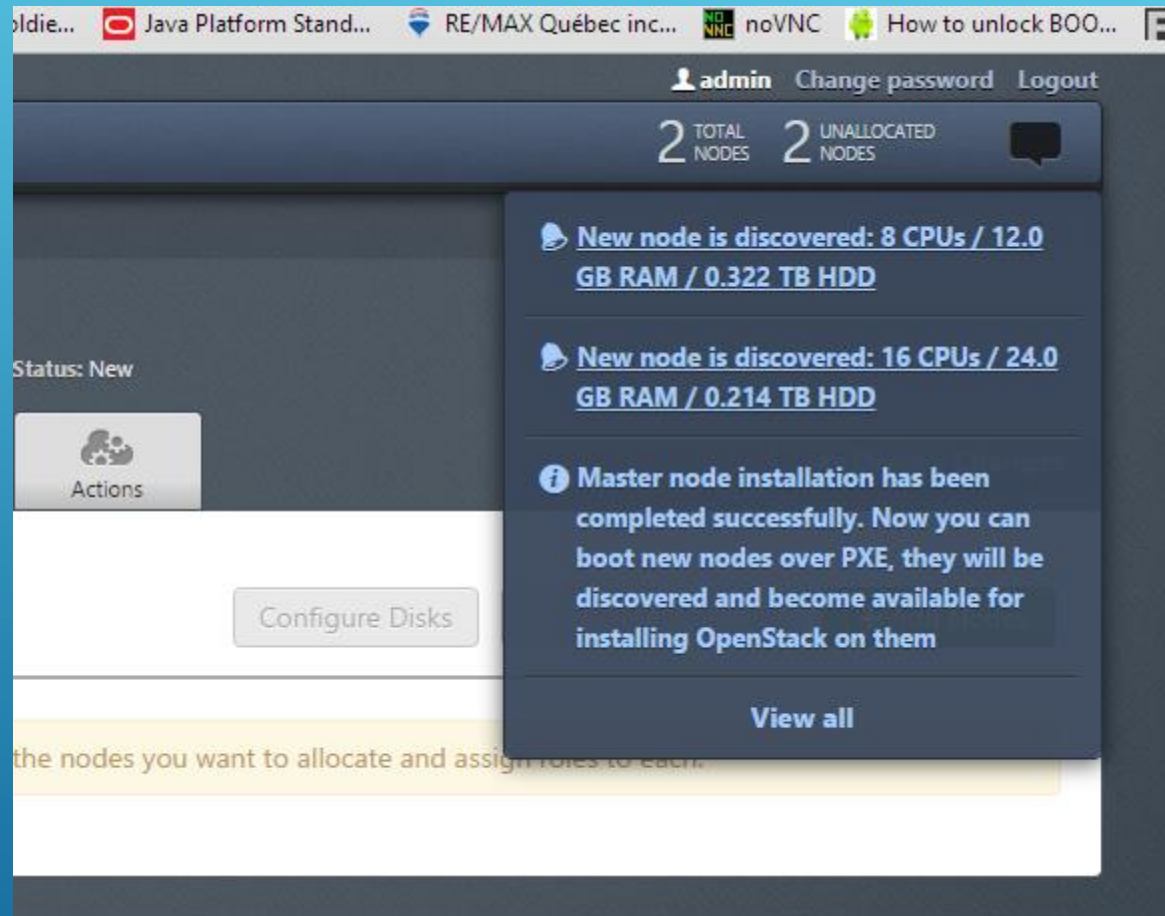 oldie... Java Platform Stand... RE/MAX Québec inc... noVNC How to unlock BOO...
admin Change password Logout
2 TOTAL NODES 2 UNALLOCATED NODES
New node is discovered: 8 CPUs / 12.0
GB RAM / 0.322 TB HDD
New node is discovered: 16 CPUs / 24.0
GB RAM / 0.214 TB HDD
Status: New
Actions
Master node installation has been
completed successfully. Now you can
boot new nodes over PXE, they will be
discovered and become available for
installing OpenStack on them
Configure Disks
View all
the nodes you want to allocate and assign roles to each.